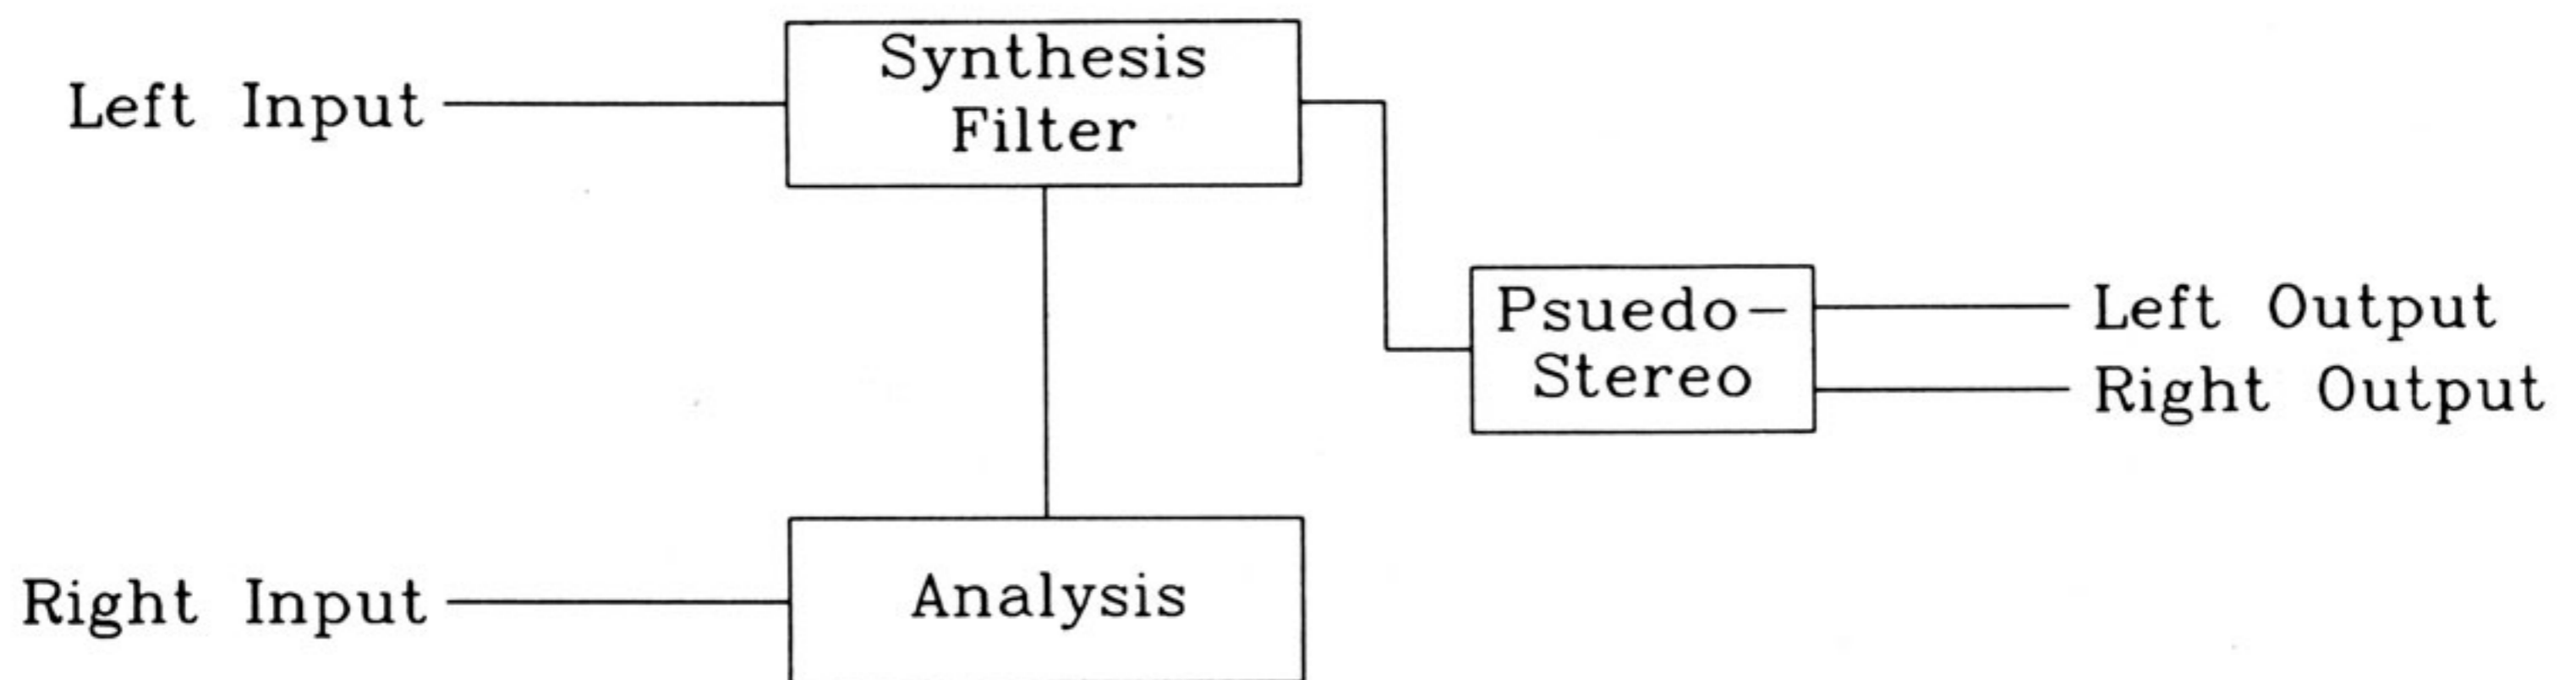 Synthesis
Filter
Left Input
Psuedo-
Stereo
Left Output
Right Output
Right Input
Analysis